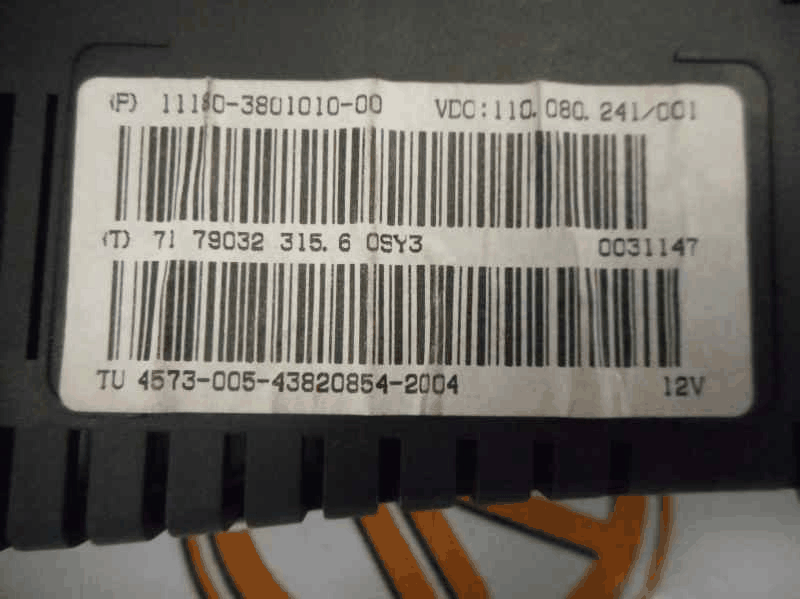 (P) 11180-3801010-00 VDO:110.080.241/001
(T) 71 79032 315.6 0SY3 0031147
TU 4573-005-43820854-2004 12V